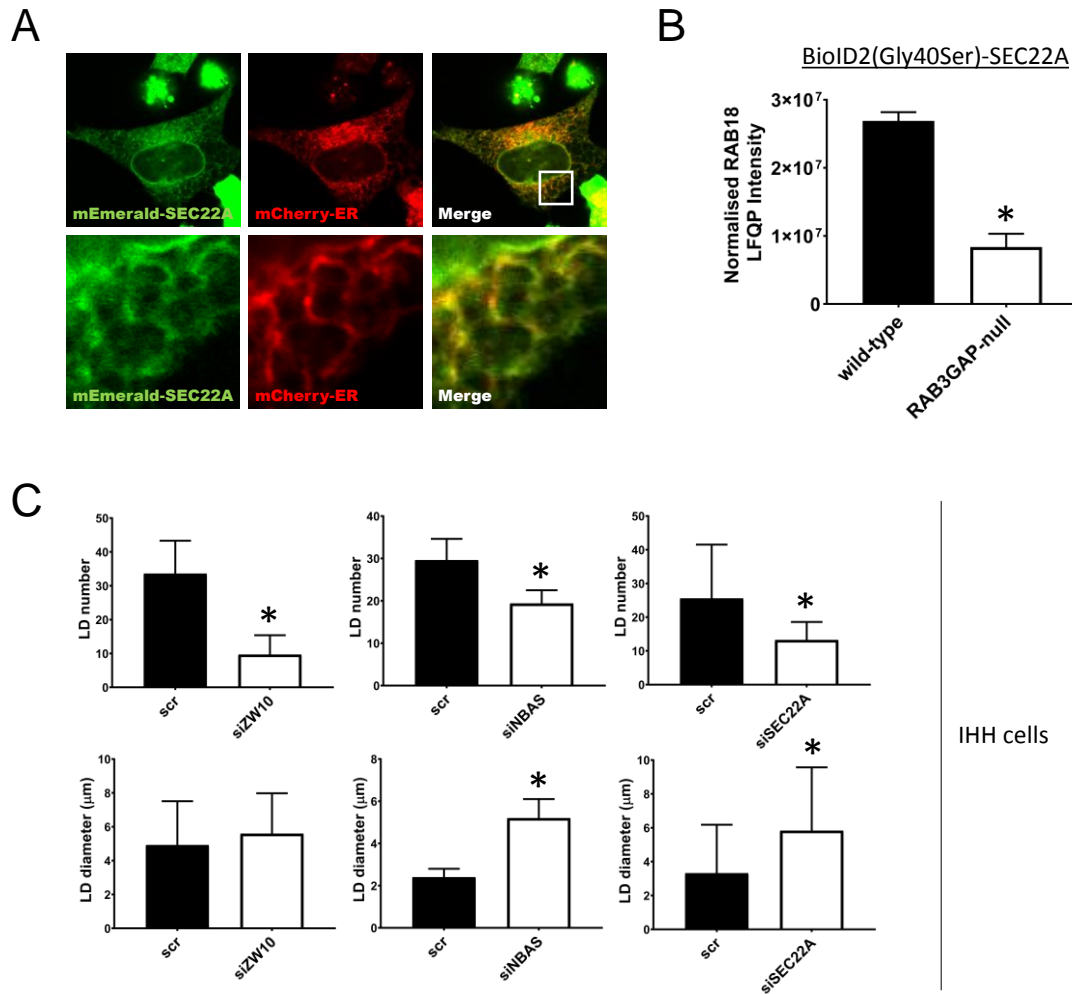 A
mEmerald-SEC22A
mCherry-ER
Merge
mEmerald-SEC22A
mCherry-ER
Merge
B
BioID2(Gly40Ser)-SEC22A
Normalised RAB18
LFQP Intensity
3×10⁷
2×10⁷
1×10⁷
0
*
wild-type
RAB3GAP-null
C
LD number
50
40
30
20
10
0
*
scr
siZW10
LD number
40
30
20
10
0
*
scr
siNBAS
LD number
50
40
30
20
10
0
*
scr
siSEC22A
LD diameter (μm)
10
8
6
4
2
0
scr
siZW10
LD diameter (μm)
8
6
4
2
0
*
scr
siNBAS
LD diameter (μm)
10
8
6
4
2
0
*
scr
siSEC22A
IHH cells